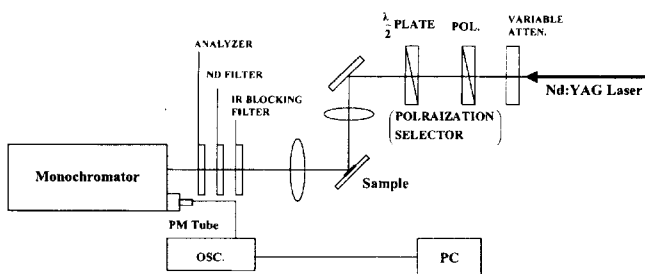 λ/2 PLATE
POL.
VARIABLE
ATTEN.
ANALYZER
ND FILTER
IR BLOCKING
FILTER
Nd:YAG Laser
(POLRAIZATION
SELECTOR)
Monochromator
Sample
PM Tube
OSC.
PC